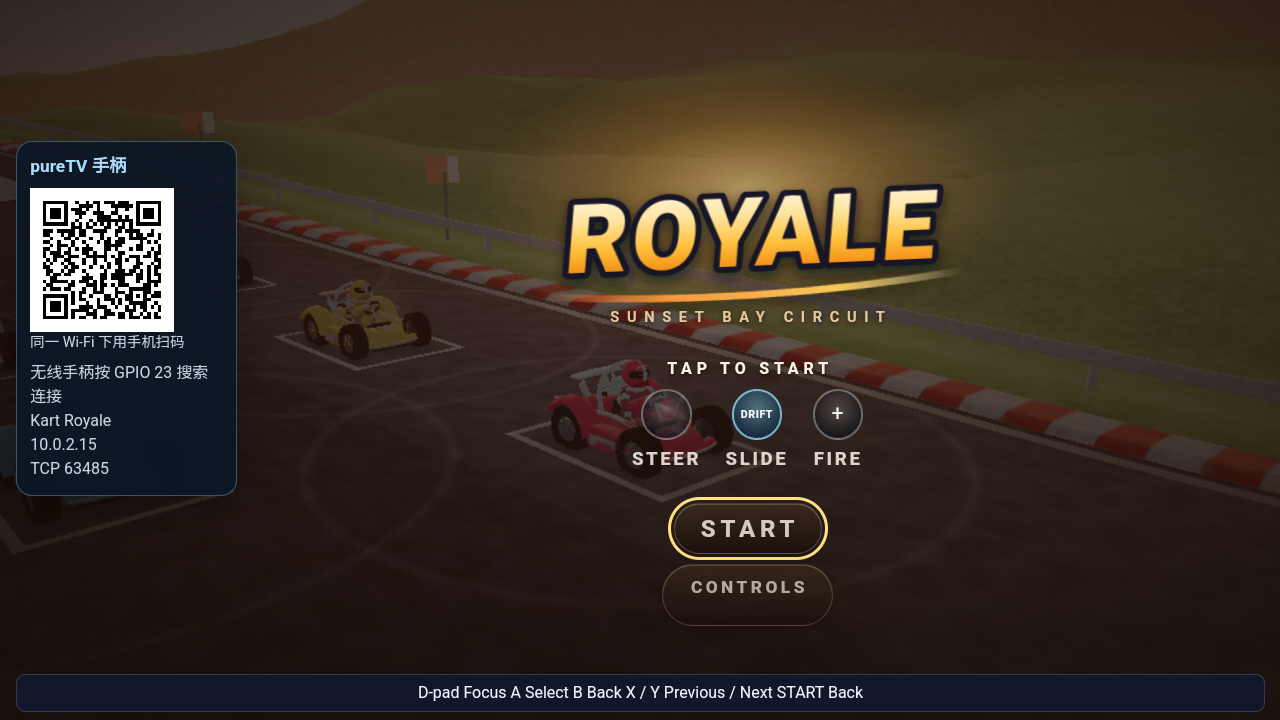 pureTV 手柄
同一 Wi-Fi 下用手机扫码
无线手柄按 GPIO 23 搜索
连接
Kart Royale
10.0.2.15
TCP 63485
ROYALE
SUNSET BAY CIRCUIT
TAP TO START
DRIFT
+
STEER SLIDE FIRE
START
CONTROLS
D-pad Focus A Select B Back X / Y Previous / Next START Back